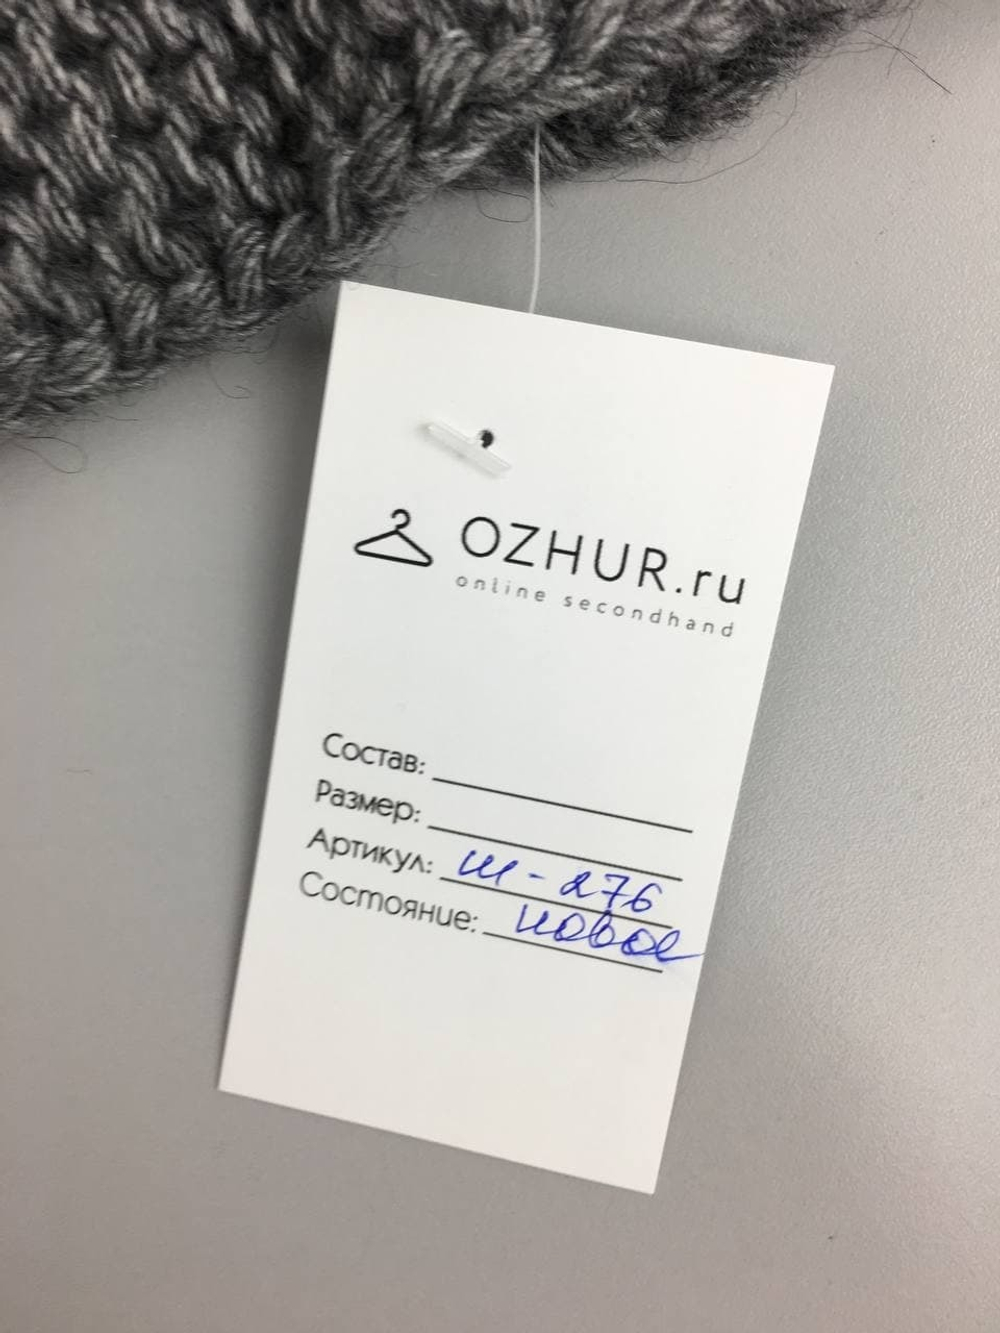 OZHUR.ru
online secondhand
Состав:
Размер:
Артикул: Ш-276
Состояние: новое